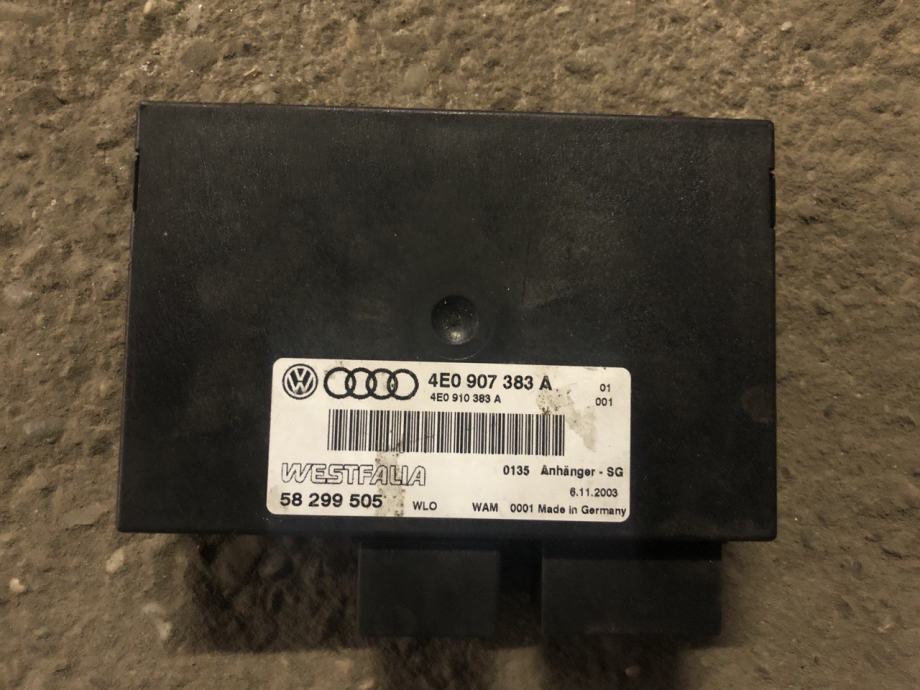 4E0 907 383 A 01
4E0 910 383 A 001
WESTFALIA 0135 Anhänger - SG
6.11.2003
58 299 505 WLO WAM 0001 Made in Germany